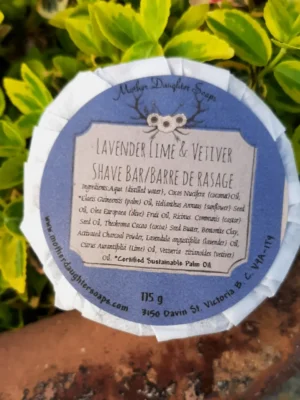 Mother Daughter Soaps
LAVENDER LIME & VETIVER
SHAVE BAR/BARRE DE RASAGE
Ingredients: Aqua (distilled water), Cocos Nucifera (coconut) Oil,
*Elaeis Guineensis (palm) Oil, Helianthus Annuus (sunflower) Seed
Oil, Olea Europaea (olive) Fruit Oil, Ricinus Communis (castor)
Seed Oil, Theobroma Cacao (cocoa) Seed Butter, Bentonite Clay,
Activated Charcoal Powder, Lavandula angustifolia (lavender) Oil,
Citrus Aurantifolia (Lime) Oil, Vetiveria zizanoides (vetiver)
Oil. *Certified Sustainable Palm Oil
www.motherdaughtersoaps.com
115 g
3150 Davin St. Victoria B. C. V9A-1T9